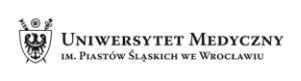 UNIWERSYTET MEDYCZNY
IM. PIASTÓW ŚLĄSKICH WE WROCŁAWIU